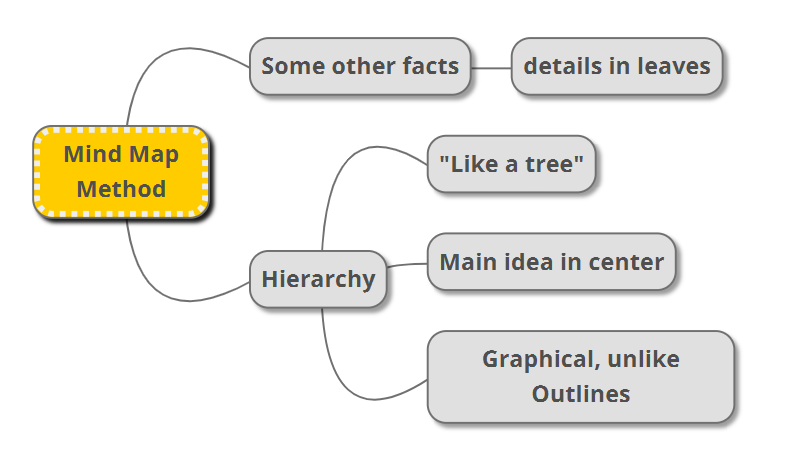 Some other facts
details in leaves
Mind Map
Method
"Like a tree"
Hierarchy
Main idea in center
Graphical, unlike
Outlines